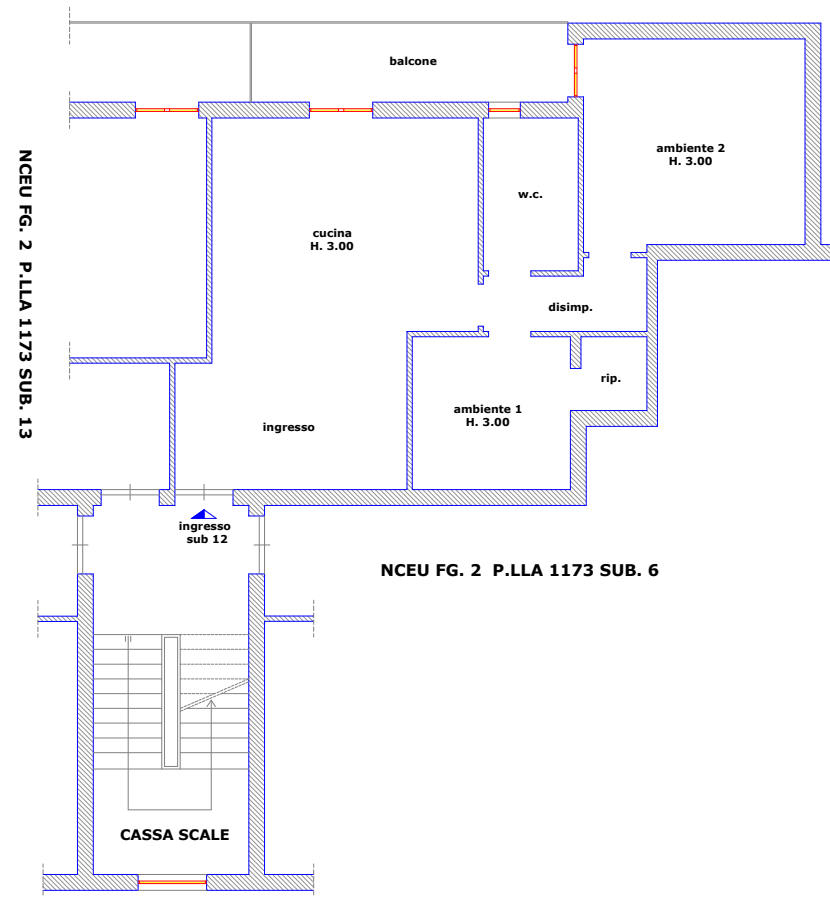 balcone
ambiente 2
H. 3.00
w.c.
cucina
H. 3.00
NCEU FG. 2 P.LLA 1173 SUB. 13
disimp.
rip.
ambiente 1
H. 3.00
ingresso
ingresso
sub 12
NCEU FG. 2 P.LLA 1173 SUB. 6
CASSA SCALE